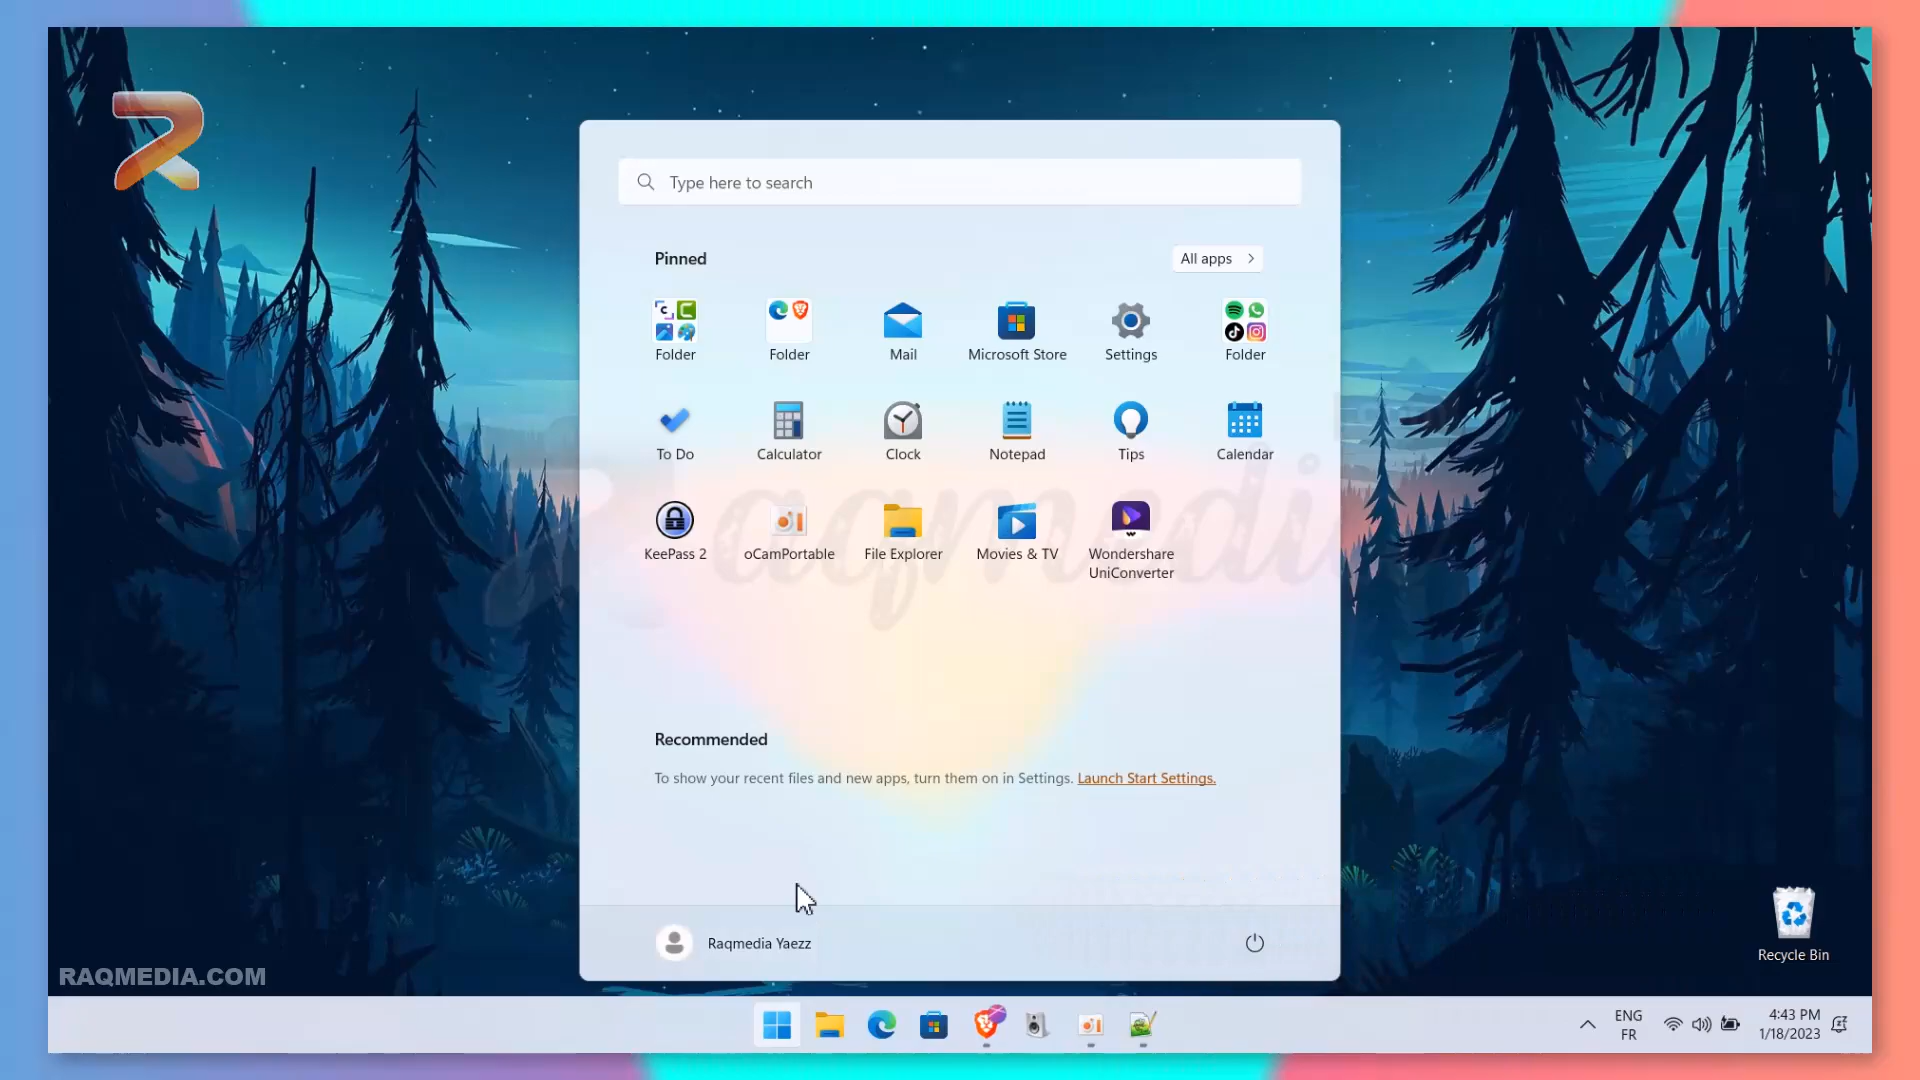 Type here to search
Pinned
All apps
Folder
Folder
Mail
Microsoft Store
Settings
Folder
To Do
Calculator
Clock
Notepad
Tips
Calendar
KeePass 2
oCamPortable
File Explorer
Movies & TV
Wondershare
UniConverter
Raqmedia
Recommended
To show your recent files and new apps, turn them on in Settings. Launch Start Settings.
Raqmedia Yaezz
Recycle Bin
RAQMEDIA.COM
ENG
FR
4:43 PM
1/18/2023